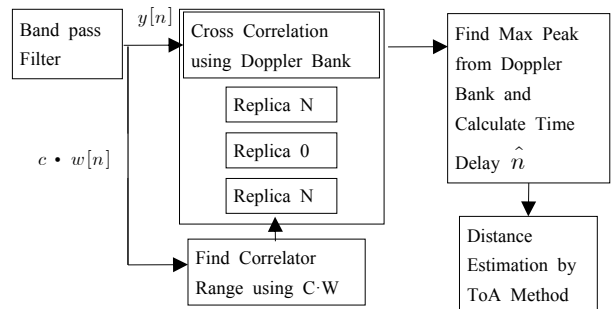 Band pass
Filter
y[n]
c • w[n]
Cross Correlation
using Doppler Bank
Replica N
Replica 0
Replica N
Find Correlator
Range using C·W
Find Max Peak
from Doppler
Bank and
Calculate Time
Delay n̂
Distance
Estimation by
ToA Method